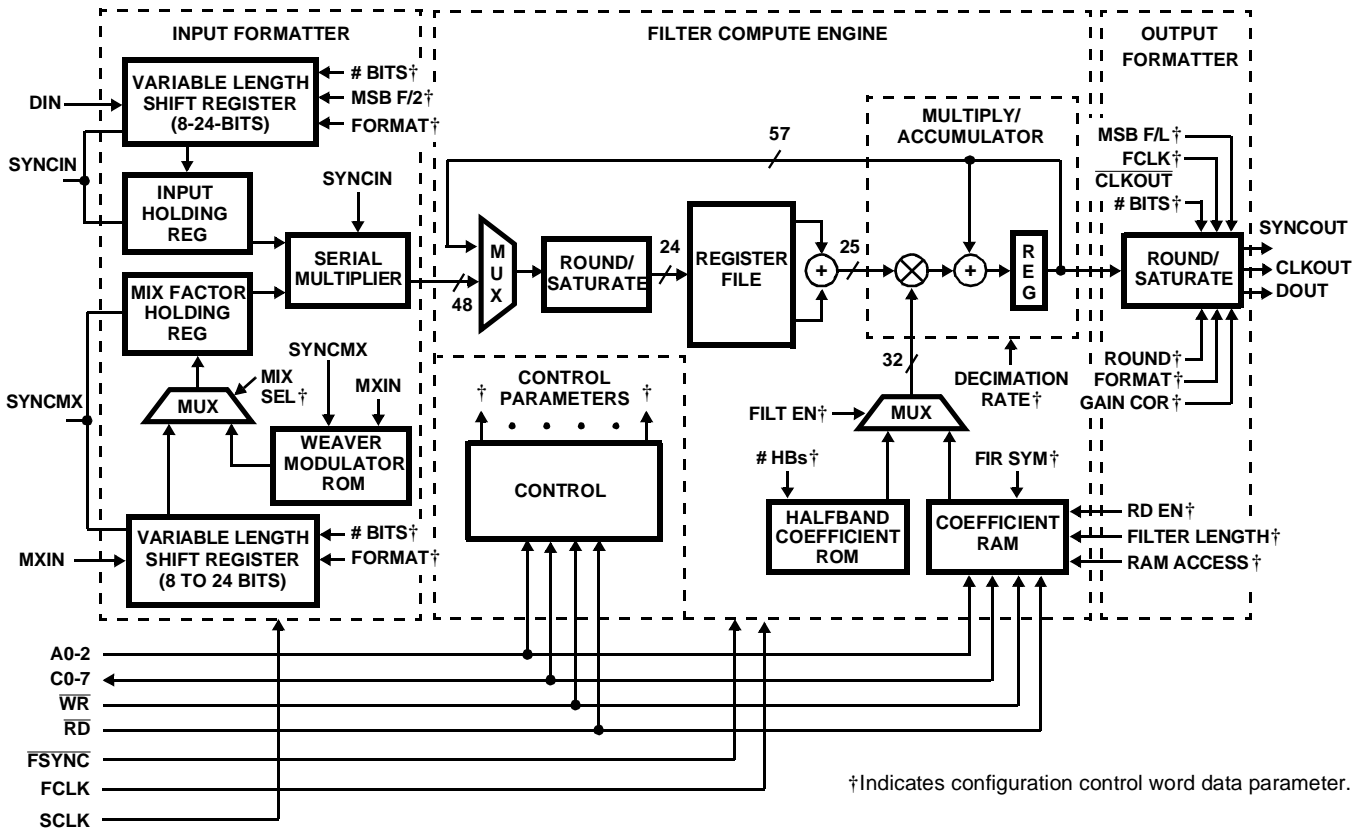 INPUT FORMATTER
VARIABLE LENGTH
SHIFT REGISTER
(8-24-BITS)
# BITS†
MSB F/2†
FORMAT†
DIN
SYNCIN
INPUT
HOLDING
REG
SYNCIN
SERIAL
MULTIPLIER
MIX FACTOR
HOLDING
REG
SYNCMX
MIX
SEL†
MUX
SYNCMX
MXIN
WEAVER
MODULATOR
ROM
VARIABLE LENGTH
SHIFT REGISTER
(8 TO 24 BITS)
# BITS†
FORMAT†
MXIN
FILTER COMPUTE ENGINE
57
48
MUX
ROUND/
SATURATE
24
REGISTER
FILE
+
25
MULTIPLY/
ACCUMULATOR
+
REG
32
DECIMATION
RATE†
FILT EN†
MUX
# HBs†
HALFBAND
COEFFICIENT
ROM
FIR SYM†
COEFFICIENT
RAM
RD EN†
FILTER LENGTH†
RAM ACCESS†
† CONTROL †
PARAMETERS
CONTROL
OUTPUT
FORMATTER
MSB F/L†
FCLK†
CLKOUT
# BITS†
ROUND/
SATURATE
SYNCOUT
CLKOUT
DOUT
ROUND†
FORMAT†
GAIN COR†
A0-2
C0-7
WR
RD
FSYNC
FCLK
SCLK
†Indicates configuration control word data parameter.